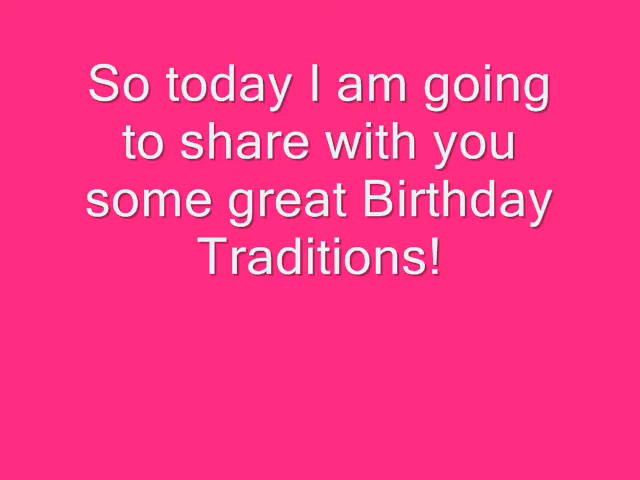 So today I am going
to share with you
some great Birthday
Traditions!